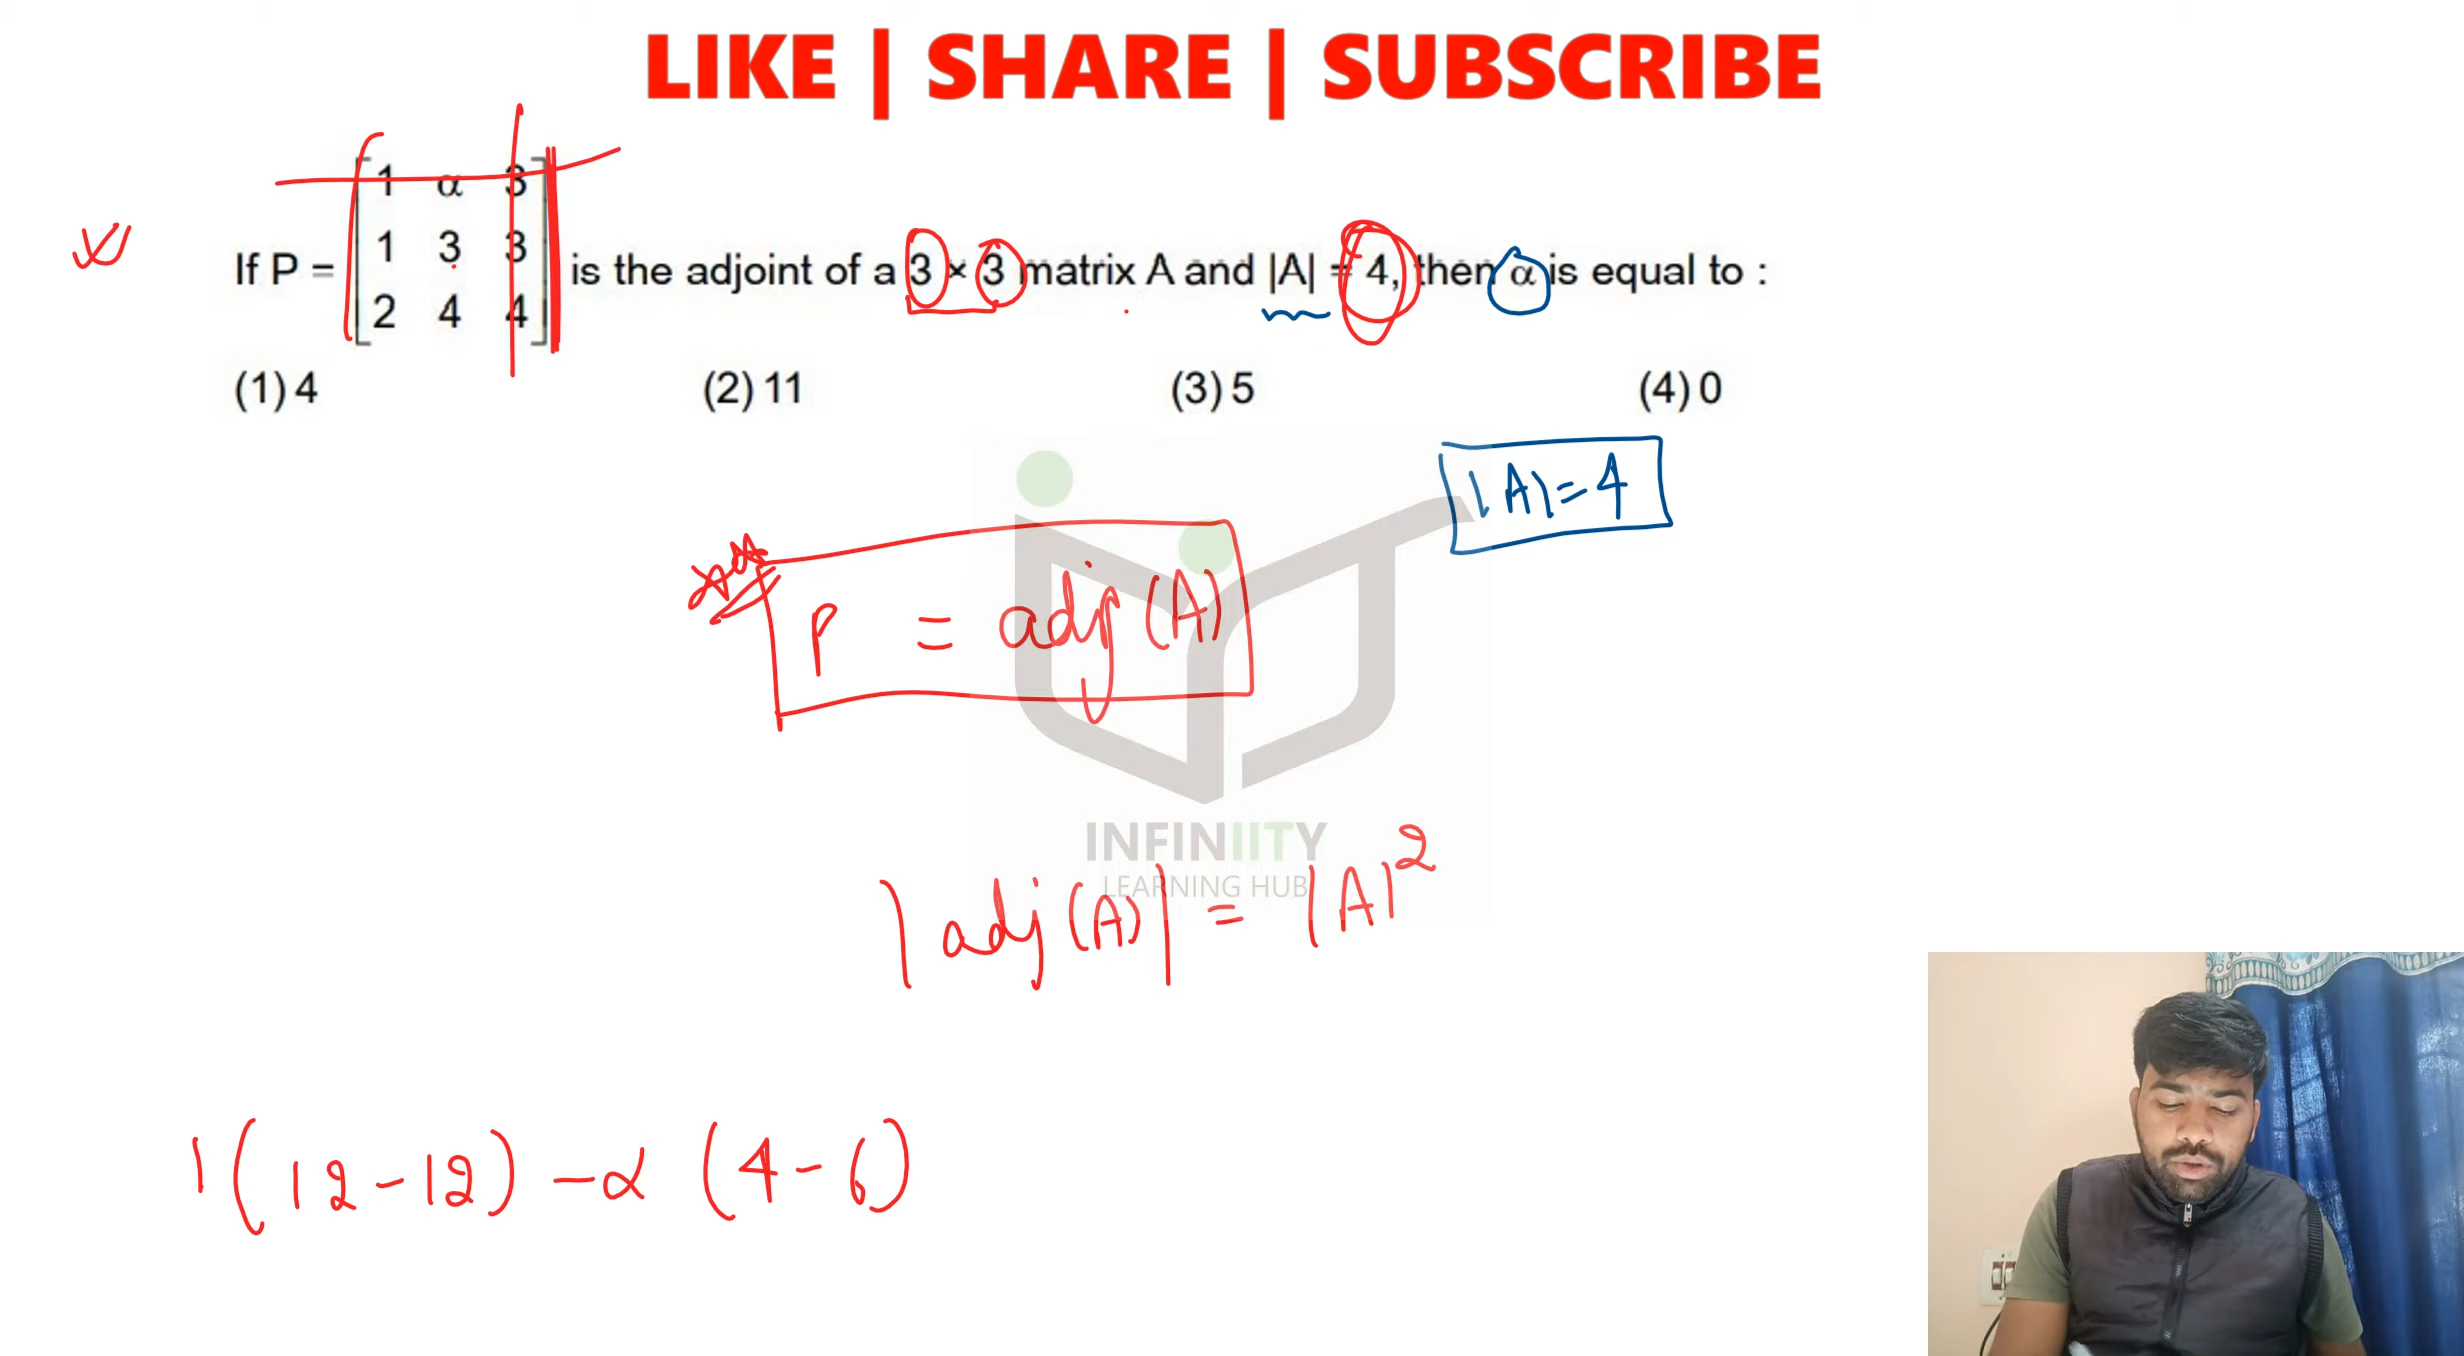 LIKE | SHARE | SUBSCRIBE
If P = [1 α 3
1 3 3
2 4 4] is the adjoint of a 3 × 3 matrix A and |A| = 4, then α is equal to :
(1) 4 (2) 11 (3) 5 (4) 0
|A| = 4
P = adj (A)
INFINIITY
LEARNING HUB
|adj (A)| = |A|²
1 (12 - 12) - α (4 - 6)